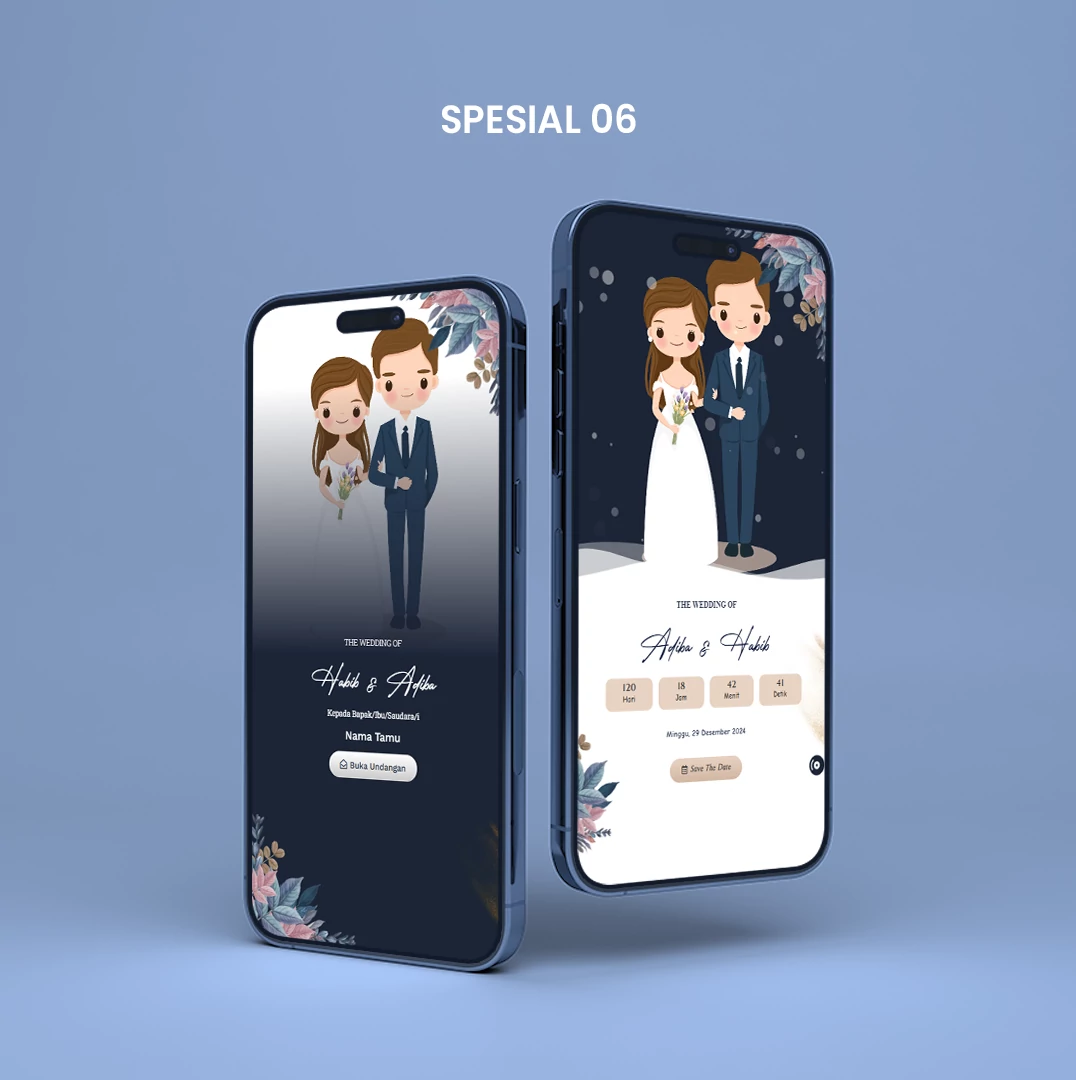 SPESIAL 06
THE WEDDING OF
Habib & Adiba
Kepada Bapak/Ibu/Saudara/i
Nama Tamu
Buka Undangan
THE WEDDING OF
Adiba & Habib
120 18 42 41
Hari Jam Menit Detik
Minggu, 29 Desember 2024
Save The Date